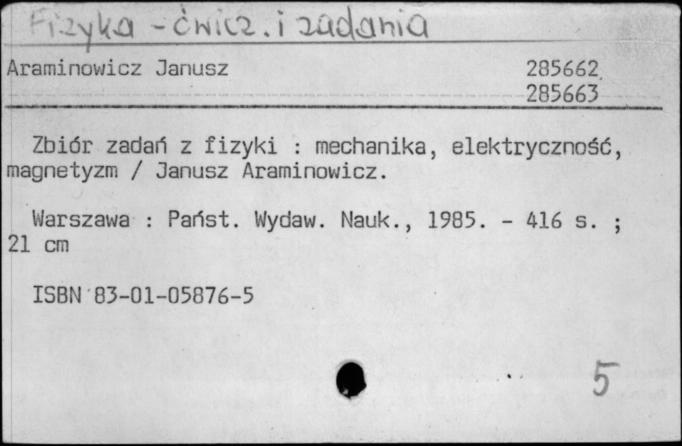 Fizyka - ćwicz. i zadania
Araminowicz Janusz 285662
285663
Zbiór zadań z fizyki : mechanika, elektryczność,
magnetyzm / Janusz Araminowicz.
Warszawa : Państ. Wydaw. Nauk., 1985. - 416 s. ;
21 cm
ISBN 83-01-05876-5
5